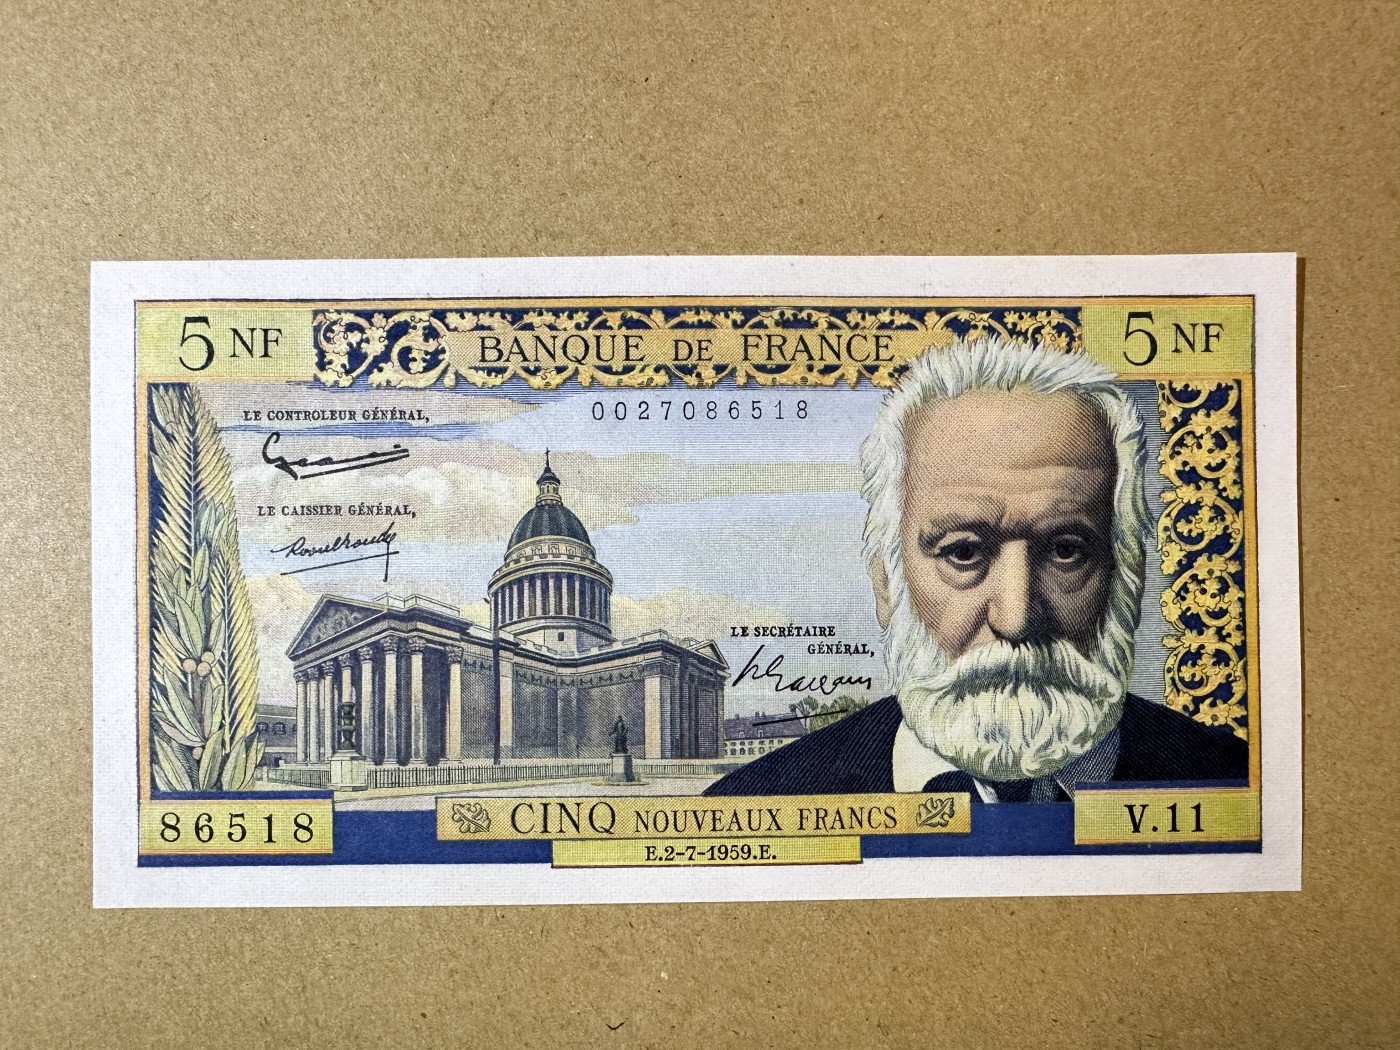 5 NF
BANQUE DE FRANCE
5 NF
LE CONTROLEUR GÉNÉRAL,
0027086518
LE CAISSIER GÉNÉRAL,
LE SECRÉTAIRE
GÉNÉRAL,
86518
CINQ NOUVEAUX FRANCS
V.11
E.2-7-1959.E.